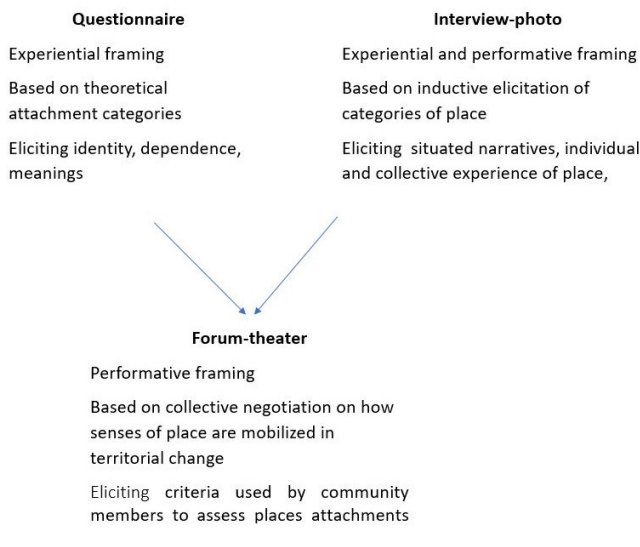 Questionnaire
Experiential framing
Based on theoretical
attachment categories
Eliciting identity, dependence,
meanings
Interview-photo
Experiential and performative framing
Based on inductive elicitation of
categories of place
Eliciting situated narratives, individual
and collective experience of place,
Forum-theater
Performative framing
Based on collective negotiation on how
senses of place are mobilized in
territorial change
Eliciting criteria used by community
members to assess places attachments